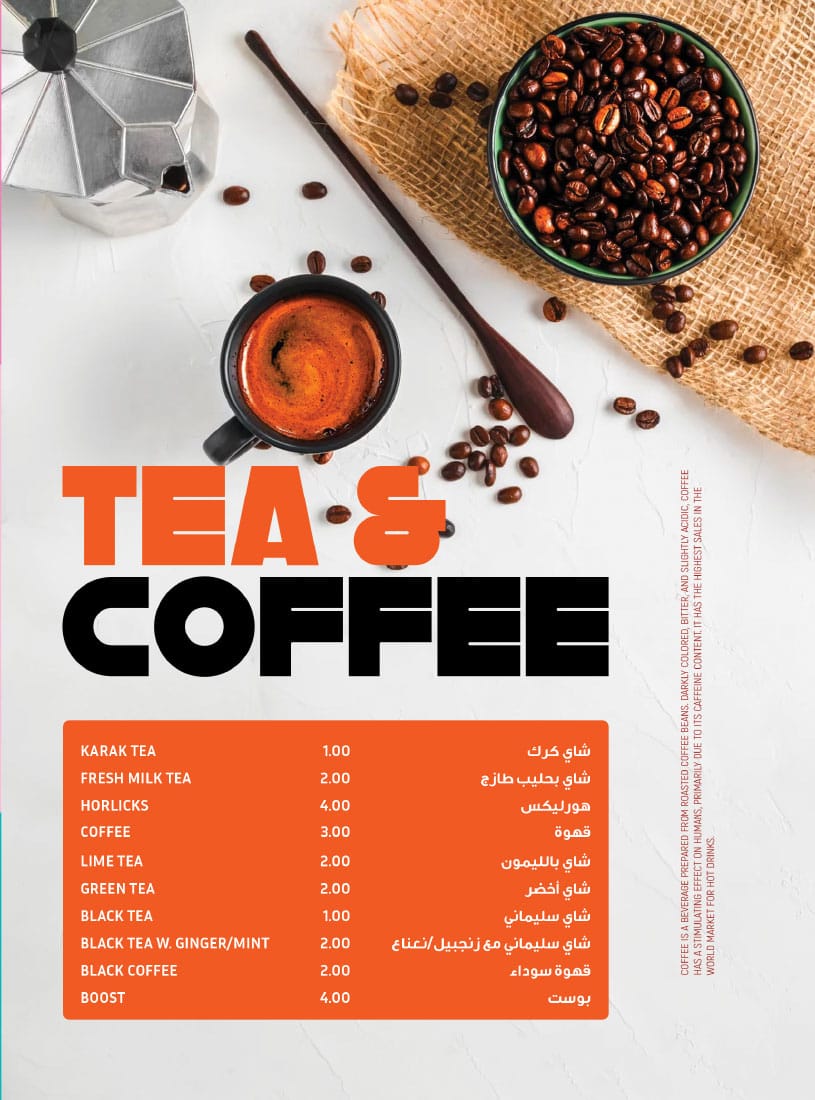 TEA &
COFFEE
KARAK TEA 1.00 شاي كرك
FRESH MILK TEA 2.00 شاي بحليب طازج
HORLICKS 4.00 هورليكس
COFFEE 3.00 قهوة
LIME TEA 2.00 شاي بالليمون
GREEN TEA 2.00 شاي أخضر
BLACK TEA 1.00 شاي سليماني
BLACK TEA W. GINGER/MINT 2.00 شاي سليماني مع زنجبيل/نعناع
BLACK COFFEE 2.00 قهوة سوداء
BOOST 4.00 بوست
COFFEE IS A BEVERAGE PREPARED FROM ROASTED COFFEE BEANS. DARKLY COLORED, BITTER, AND SLIGHTLY ACIDIC, COFFEE
HAS A STIMULATING EFFECT ON HUMANS, PRIMARILY DUE TO ITS CAFFEINE CONTENT. IT HAS THE HIGHEST SALES IN THE
WORLD MARKET FOR HOT DRINKS.